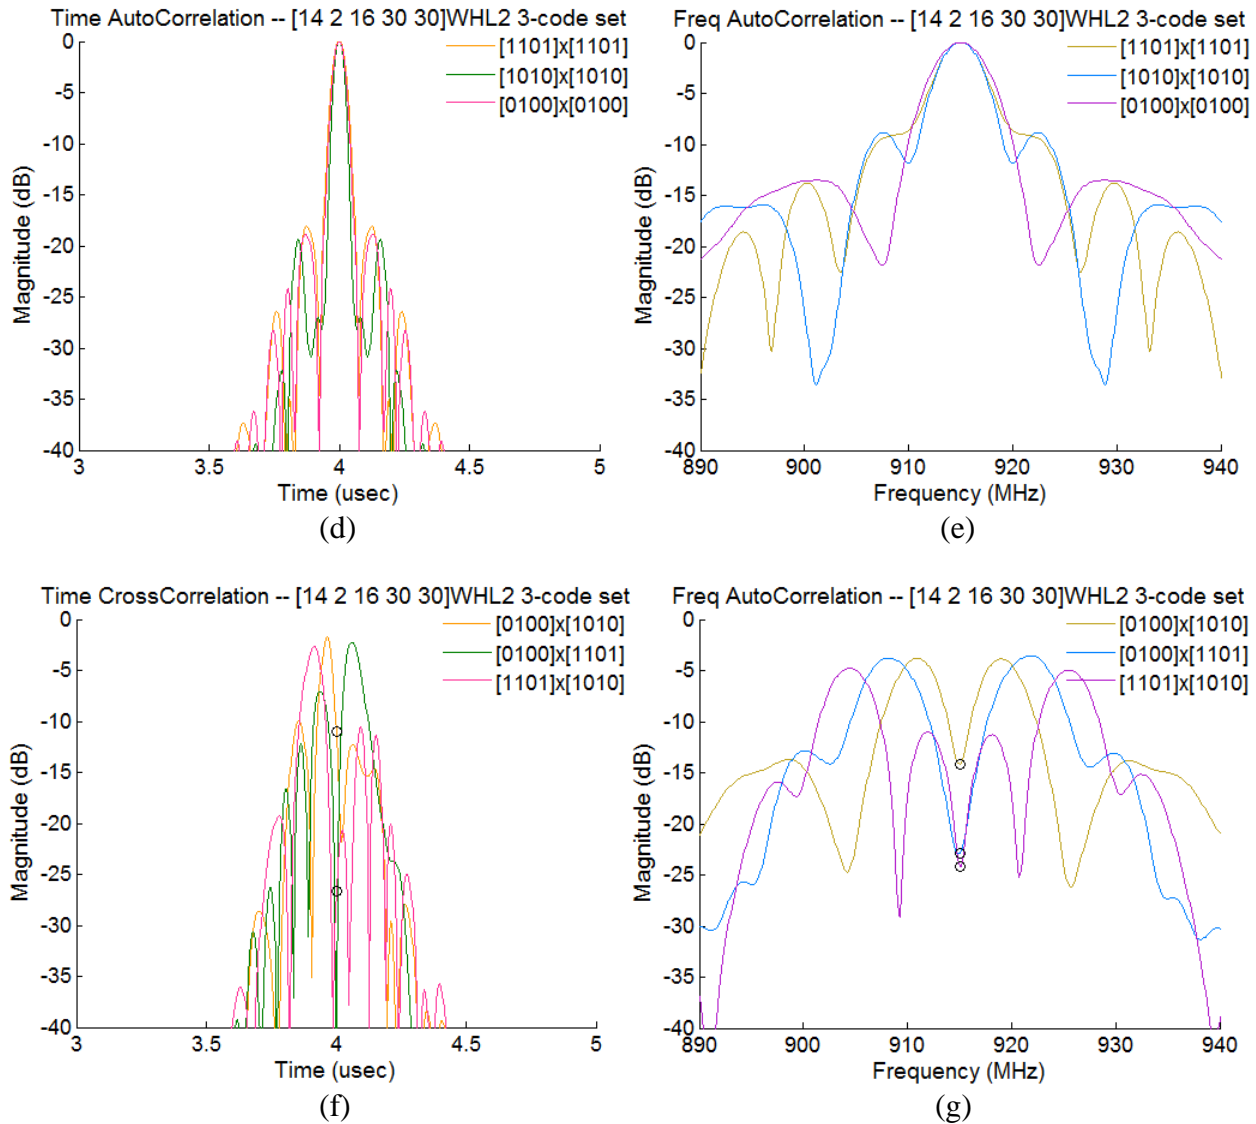 Time AutoCorrelation -- [14 2 16 30 30]WHL2 3-code set
[1101]x[1101]
[1010]x[1010]
[0100]x[0100]
Magnitude (dB)
0
-5
-10
-15
-20
-25
-30
-35
-40
3
3.5
4
4.5
5
Time (usec)
(d)
Freq AutoCorrelation -- [14 2 16 30 30]WHL2 3-code set
[1101]x[1101]
[1010]x[1010]
[0100]x[0100]
Magnitude (dB)
0
-5
-10
-15
-20
-25
-30
-35
-40
890
900
910
920
930
940
Frequency (MHz)
(e)
Time CrossCorrelation -- [14 2 16 30 30]WHL2 3-code set
[0100]x[1010]
[0100]x[1101]
[1101]x[1010]
Magnitude (dB)
0
-5
-10
-15
-20
-25
-30
-35
-40
3
3.5
4
4.5
5
Time (usec)
(f)
Freq AutoCorrelation -- [14 2 16 30 30]WHL2 3-code set
[0100]x[1010]
[0100]x[1101]
[1101]x[1010]
Magnitude (dB)
0
-5
-10
-15
-20
-25
-30
-35
-40
890
900
910
920
930
940
Frequency (MHz)
(g)